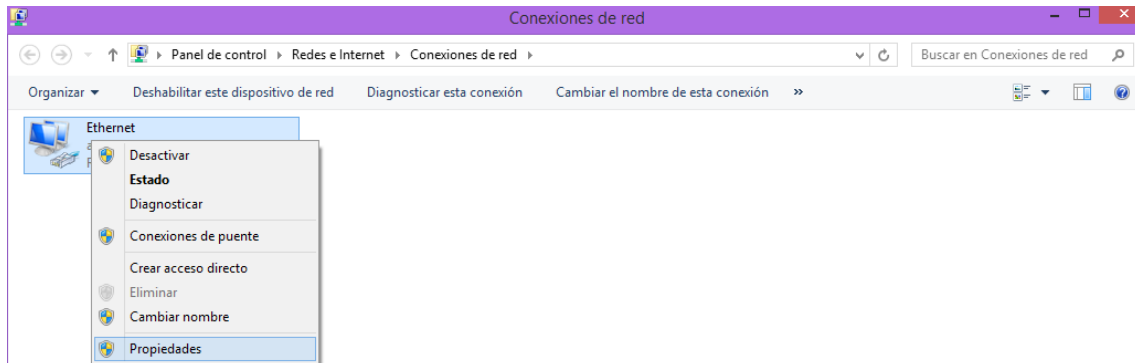 Conexiones de red
Panel de control Redes e Internet Conexiones de red
Buscar en Conexiones de red
Organizar Deshabilitar este dispositivo de red Diagnosticar esta conexión Cambiar el nombre de esta conexión »
Ethernet
Desactivar
Estado
Diagnosticar
Conexiones de puente
Crear acceso directo
Eliminar
Cambiar nombre
Propiedades